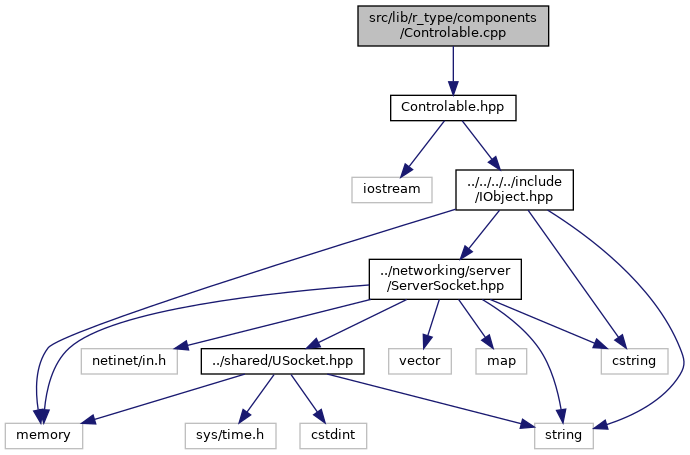 src/lib/r_type/components
/Controlable.cpp
Controlable.hpp
iostream
../../../../include
/IObject.hpp
../networking/server
/ServerSocket.hpp
netinet/in.h
../shared/USocket.hpp
vector
map
cstring
memory
sys/time.h
cstdint
string